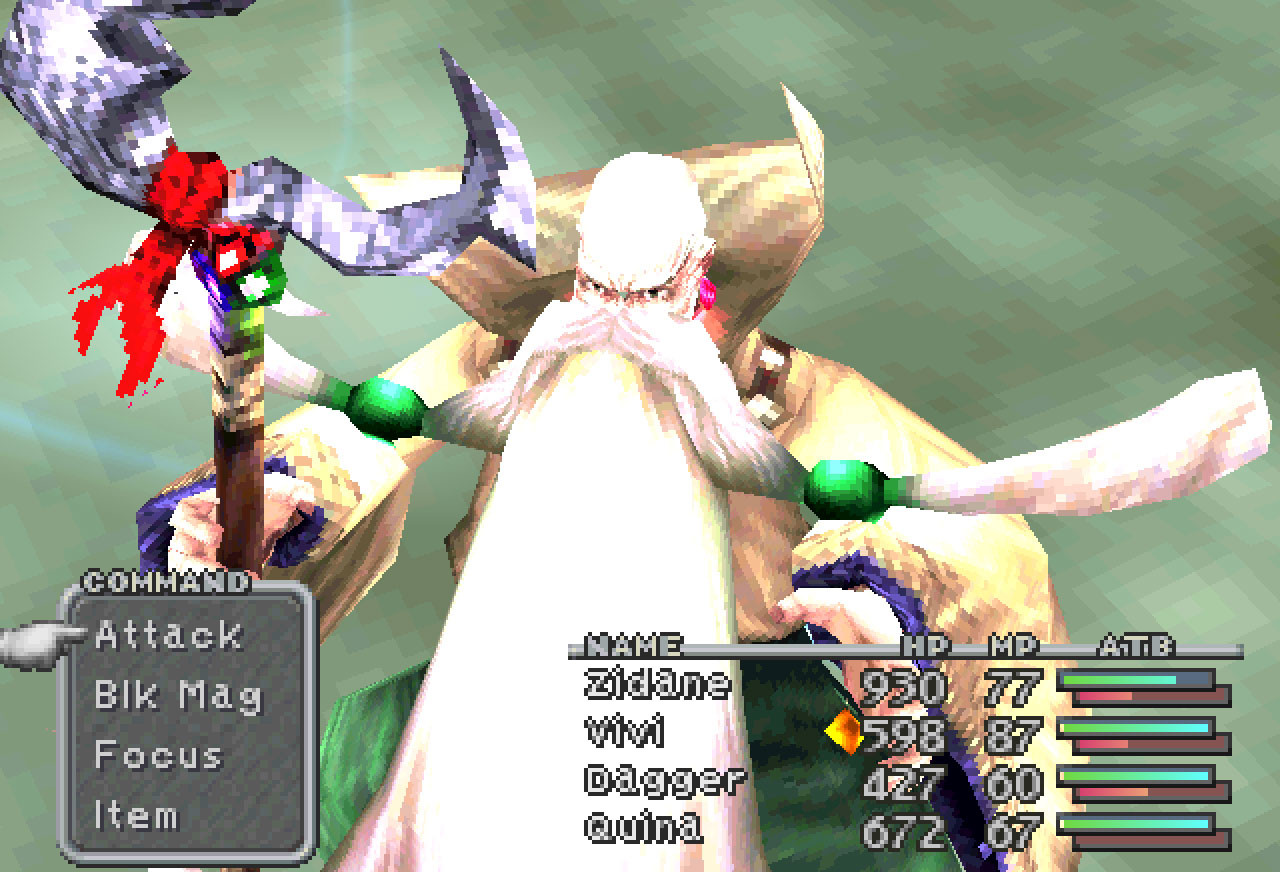 COMMAND
Attack
Blk Mag
Focus
Item
NAME HP MP ATB
Zidane 930 77
Vivi 598 87
Dagger 427 60
Quina 672 67